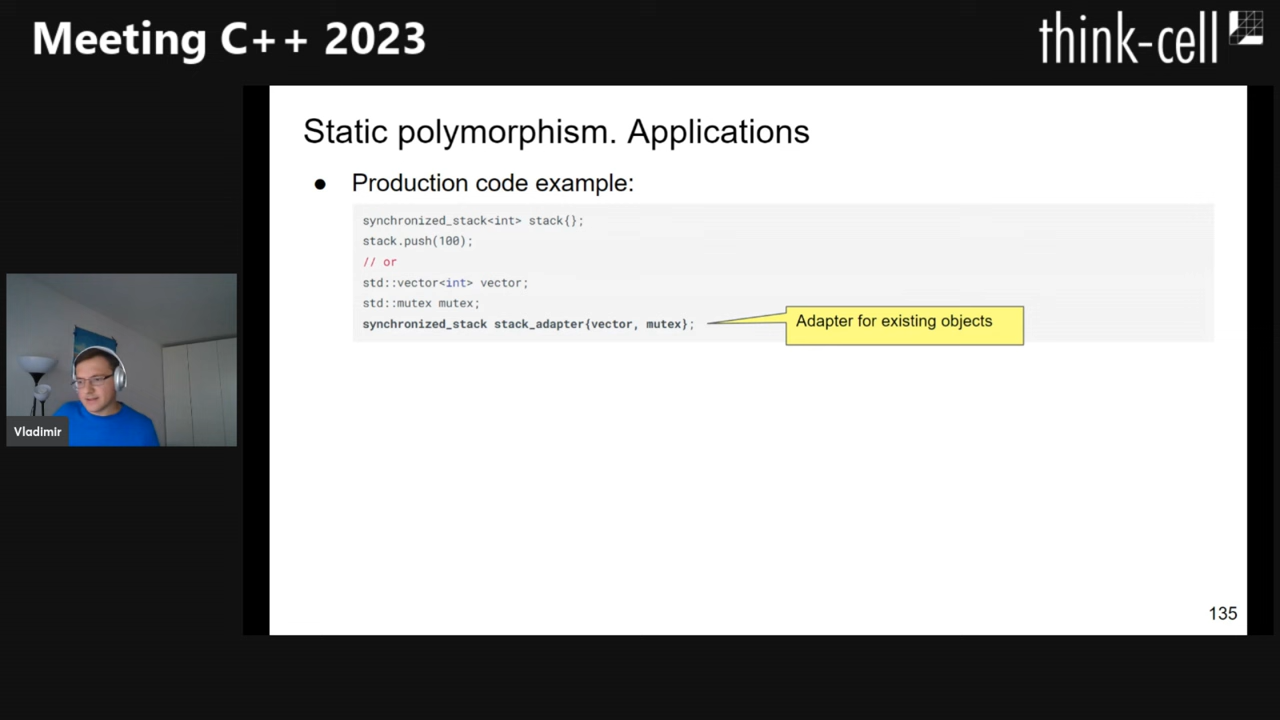 Meeting C++ 2023
think-cell
Static polymorphism. Applications
● Production code example:
synchronized_stack<int> stack{};
stack.push(100);
// or
std::vector<int> vector;
std::mutex mutex;
synchronized_stack stack_adapter{vector, mutex};
Adapter for existing objects
Vladimir
135